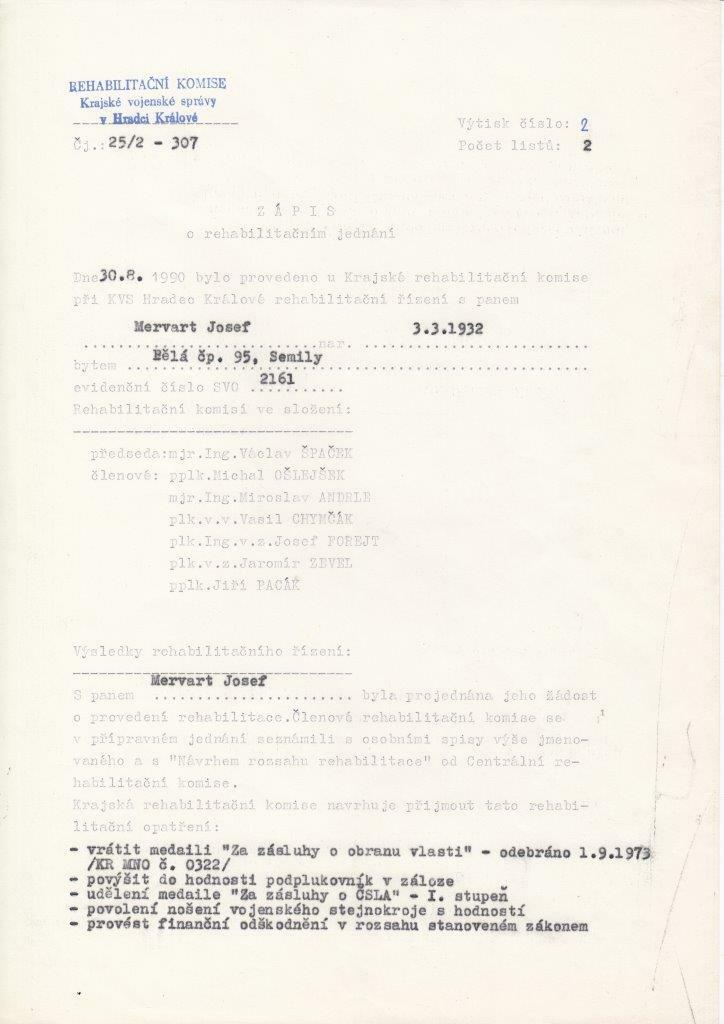 REHABILITAČNÍ KOMISE
Krajské vojenské správy
v Hradci Králové
Čj.: 25/2 - 307
Výtisk číslo: 2
Počet listů: 2
Z Á P I S
o rehabilitačním jednání
Dne 30.8. 1990 bylo provedeno u Krajské rehabilitační komise
při KVS Hradec Králové rehabilitační řízení s panem
Mervart Josef nar. 3.3.1932
bytem Bělá čp. 95, Semily
evidenční číslo SVO 2161
Rehabilitační komisí ve složení:
předseda:mjr.Ing.Václav ŠPAČEK
členové: pplk.Michal OŠLEJŠEK
mjr.Ing.Miroslav ANDRLE
plk.v.v.Vasil CHYMČÁK
plk.Ing.v.z.Josef FOREJT
plk.v.z.Jaromír ZEVEL
pplk.Jiří PACÁK
Výsledky rehabilitačního řízení:
S panem Mervart Josef byla projednána jeho žádost
o provedení rehabilitace.Členové rehabilitační komise se
v přípravném jednání seznámili s osobními spisy výše jmeno-
vaného a s "Návrhem rozsahu rehabilitace" od Centrální re-
habilitační komise.
Krajská rehabilitační komise navrhuje přijmout tato rehabi-
litační opatření:
- vrátit medaili "Za zásluhy o obranu vlasti" - odebráno 1.9.1973
/KR MNO č. 0322/
- povýšit do hodnosti podplukovník v záloze
- udělení medaile "Za zásluhy o ČSLA" - I. stupeň
- povolení nošení vojenského stejnokroje s hodností
- provést finanční odškodnění v rozsahu stanoveném zákonem